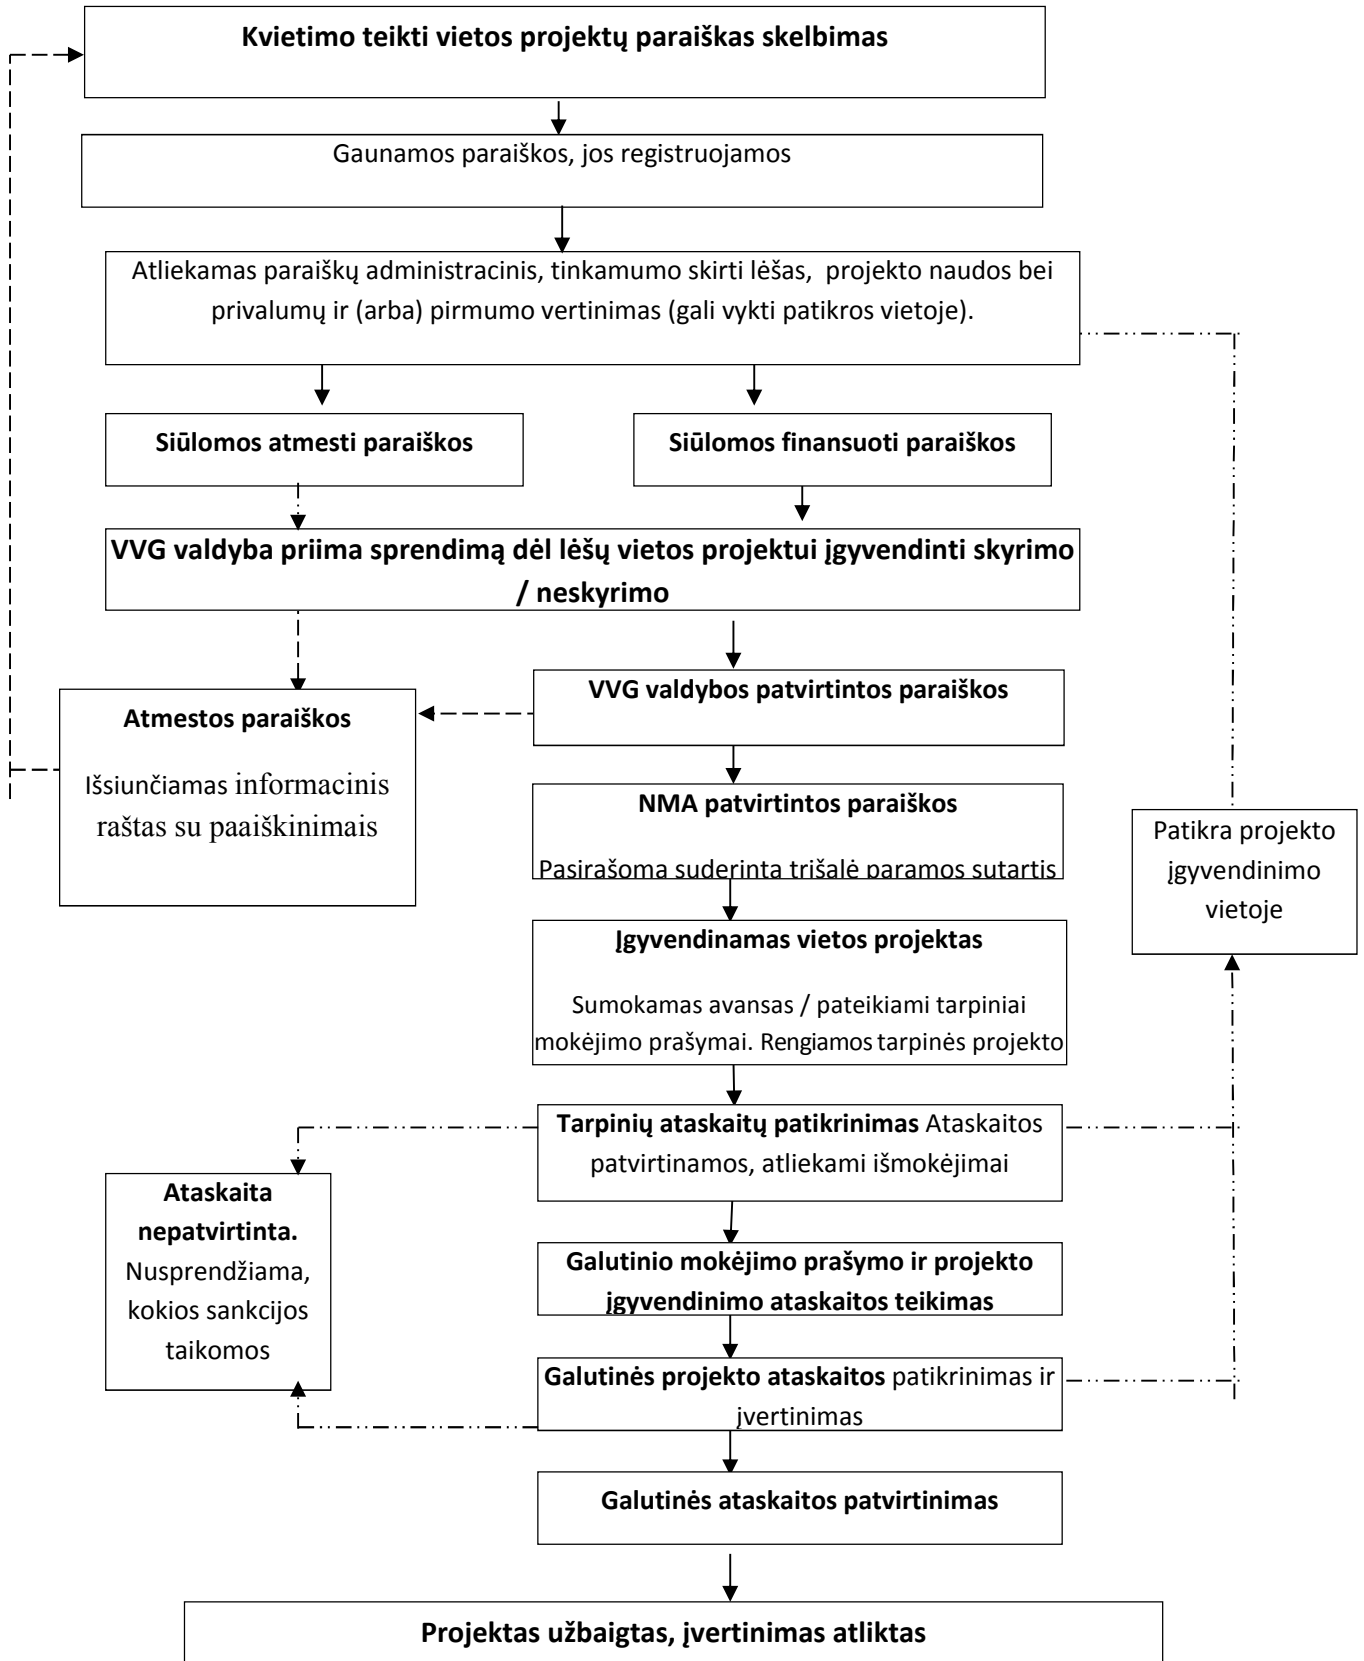 Kvietimo teikti vietos projektų paraiškas skelbimas
Gaunamos paraiškos, jos registruojamos
Atliekamas paraiškų administracinis, tinkamumo skirti lėšas, projekto naudos bei
privalumų ir (arba) pirmumo vertinimas (gali vykti patikros vietoje).
Siūlomos atmesti paraiškos
Siūlomos finansuoti paraiškos
VVG valdyba priima sprendimą dėl lėšų vietos projektui įgyvendinti skyrimo
/ neskyrimo
VVG valdybos patvirtintos paraiškos
Atmestos paraiškos
Išsiunčiamas informacinis
raštas su paaiškinimais
NMA patvirtintos paraiškos
Pasirašoma suderinta trišalė paramos sutartis
Patikra projekto
įgyvendinimo
vietoje
Įgyvendinamas vietos projektas
Sumokamas avansas / pateikiami tarpiniai
mokėjimo prašymai. Rengiamos tarpinės projekto
Tarpinių ataskaitų patikrinimas Ataskaitos
patvirtinamos, atliekami išmokėjimai
Ataskaita
nepatvirtinta.
Nusprendžiama,
kokios sankcijos
taikomos
Galutinio mokėjimo prašymo ir projekto
įgyvendinimo ataskaitos teikimas
Galutinės projekto ataskaitos patikrinimas ir
įvertinimas
Galutinės ataskaitos patvirtinimas
Projektas užbaigtas, įvertinimas atliktas